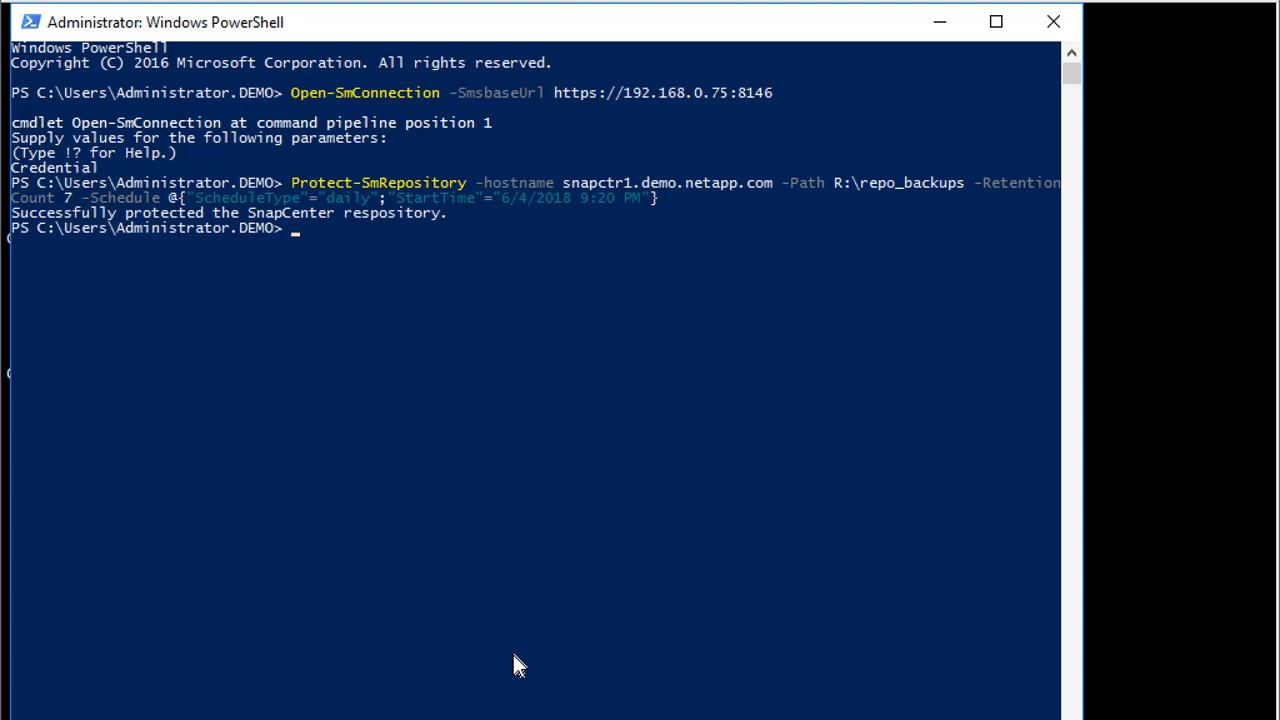 Administrator: Windows PowerShell
Windows PowerShell
Copyright (C) 2016 Microsoft Corporation. All rights reserved.
PS C:\Users\Administrator.DEMO> Open-SmConnection -SmsbaseUrl https://192.168.0.75:8146
cmdlet Open-SmConnection at command pipeline position 1
Supply values for the following parameters:
(Type !? for Help.)
Credential
PS C:\Users\Administrator.DEMO> Protect-SmRepository -hostname snapctr1.demo.netapp.com -Path R:\repo_backups -Retention
Count 7 -Schedule @{"ScheduleType"="daily";"StartTime"="6/4/2018 9:20 PM"}
Successfully protected the SnapCenter respository.
PS C:\Users\Administrator.DEMO>